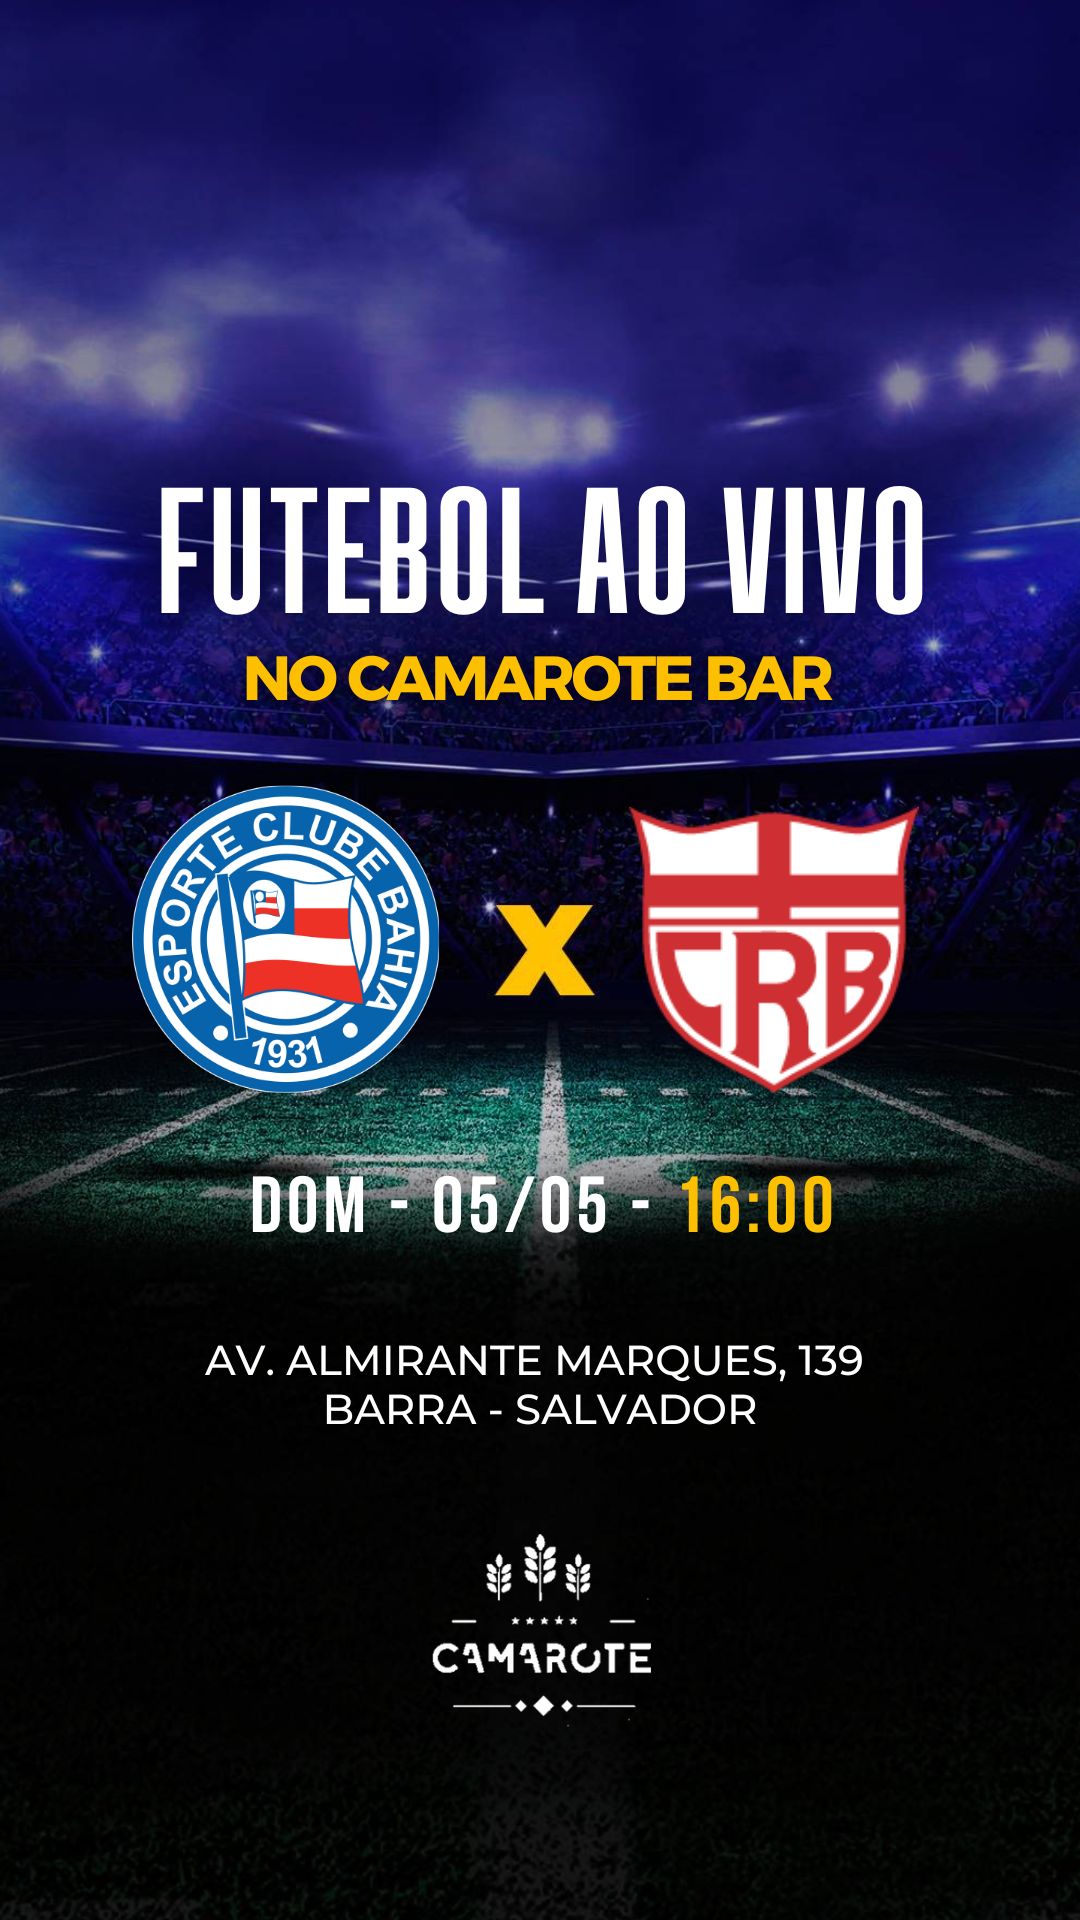 FUTEBOL AO VIVO
NO CAMAROTE BAR
ESPORTE CLUBE BAHIA
1931
X
CRB
DOM - 05/05 - 16:00
AV. ALMIRANTE MARQUES, 139
BARRA - SALVADOR
CAMAROTE